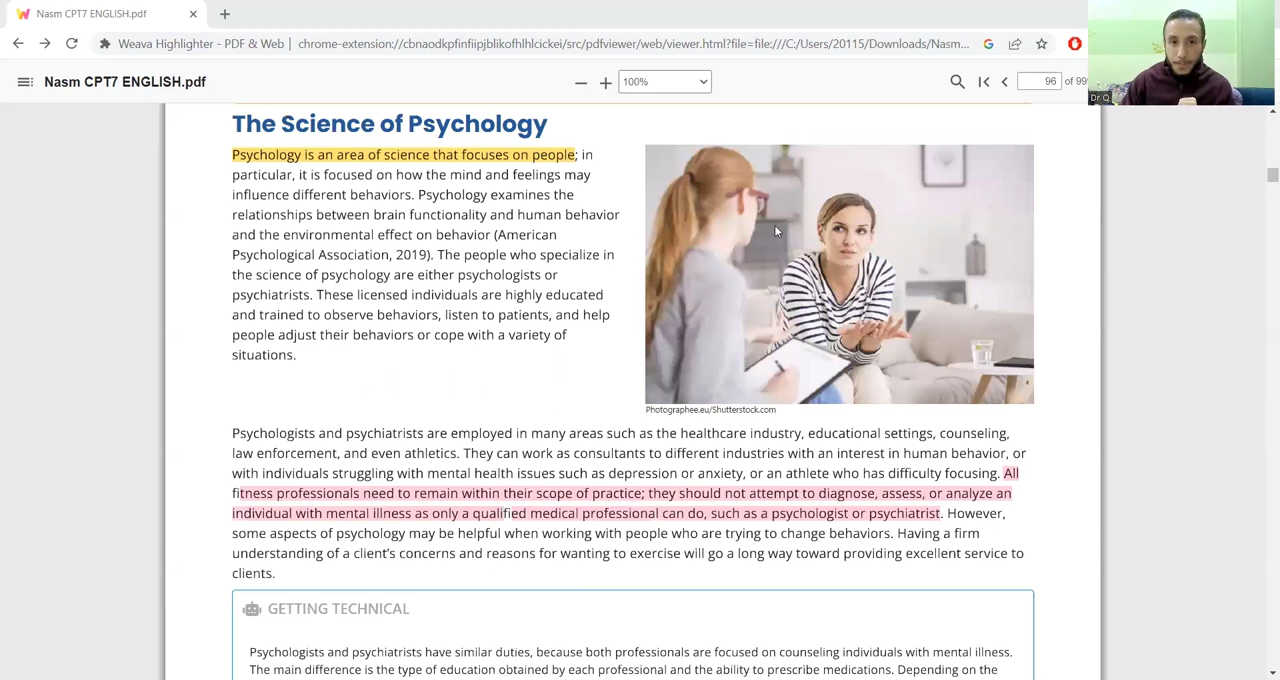 Nasm CPT7 ENGLISH.pdf
Weava Highlighter - PDF & Web | chrome-extension://cbnaodkpfinfiipjblikofhlhlcickei/src/pdfviewer/web/viewer.html?file=file:///C:/Users/20115/Downloads/Nasm...
Nasm CPT7 ENGLISH.pdf
100%
96 of 99
Dr Q
The Science of Psychology
Psychology is an area of science that focuses on people; in
particular, it is focused on how the mind and feelings may
influence different behaviors. Psychology examines the
relationships between brain functionality and human behavior
and the environmental effect on behavior (American
Psychological Association, 2019). The people who specialize in
the science of psychology are either psychologists or
psychiatrists. These licensed individuals are highly educated
and trained to observe behaviors, listen to patients, and help
people adjust their behaviors or cope with a variety of
situations.
Photographee.eu/Shutterstock.com
Psychologists and psychiatrists are employed in many areas such as the healthcare industry, educational settings, counseling,
law enforcement, and even athletics. They can work as consultants to different industries with an interest in human behavior, or
with individuals struggling with mental health issues such as depression or anxiety, or an athlete who has difficulty focusing. All
fitness professionals need to remain within their scope of practice; they should not attempt to diagnose, assess, or analyze an
individual with mental illness as only a qualified medical professional can do, such as a psychologist or psychiatrist. However,
some aspects of psychology may be helpful when working with people who are trying to change behaviors. Having a firm
understanding of a client's concerns and reasons for wanting to exercise will go a long way toward providing excellent service to
clients.
GETTING TECHNICAL
Psychologists and psychiatrists have similar duties, because both professionals are focused on counseling individuals with mental illness.
The main difference is the type of education obtained by each professional and the ability to prescribe medications. Depending on the